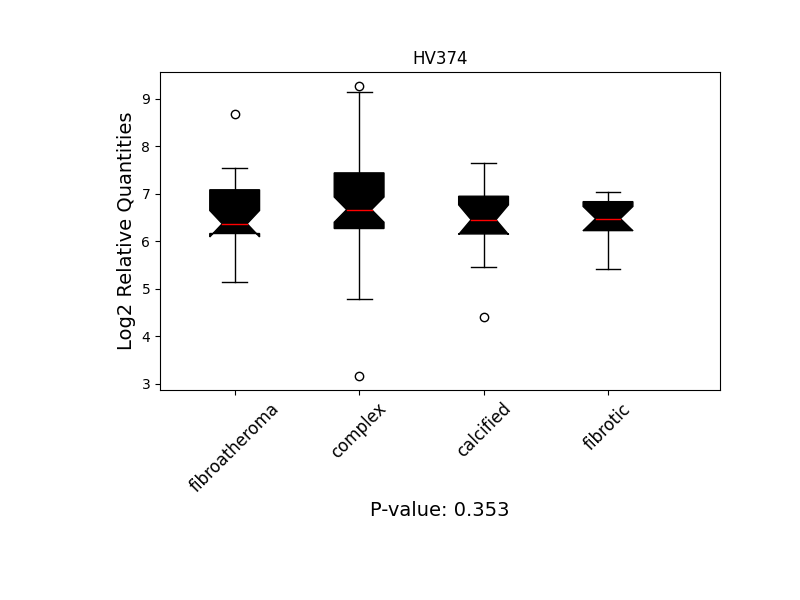 HV374
Log2 Relative Quantities
9
8
7
6
5
4
3
fibroatheroma
complex
calcified
fibrotic
P-value: 0.353